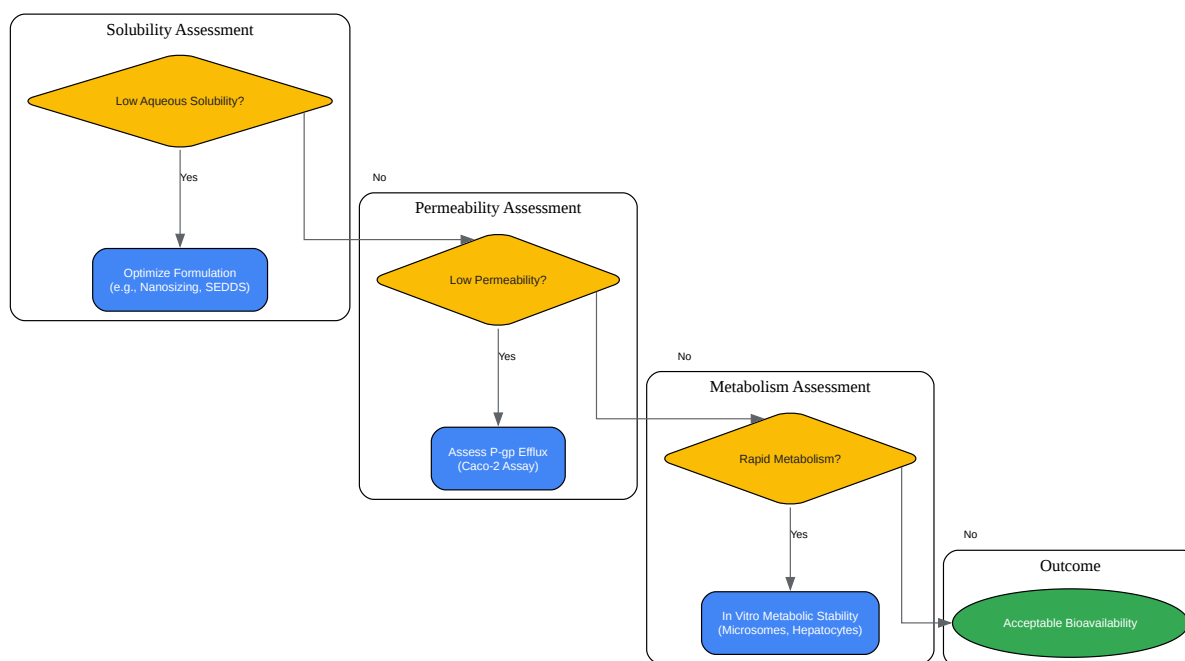 Solubility Assessment
Low Aqueous Solubility?
Yes
No
Optimize Formulation
(e.g., Nanosizing, SEDDS)
Permeability Assessment
Low Permeability?
Yes
No
Assess P-gp Efflux
(Caco-2 Assay)
Metabolism Assessment
Rapid Metabolism?
Yes
No
In Vitro Metabolic Stability
(Microsomes, Hepatocytes)
Outcome
Acceptable Bioavailability